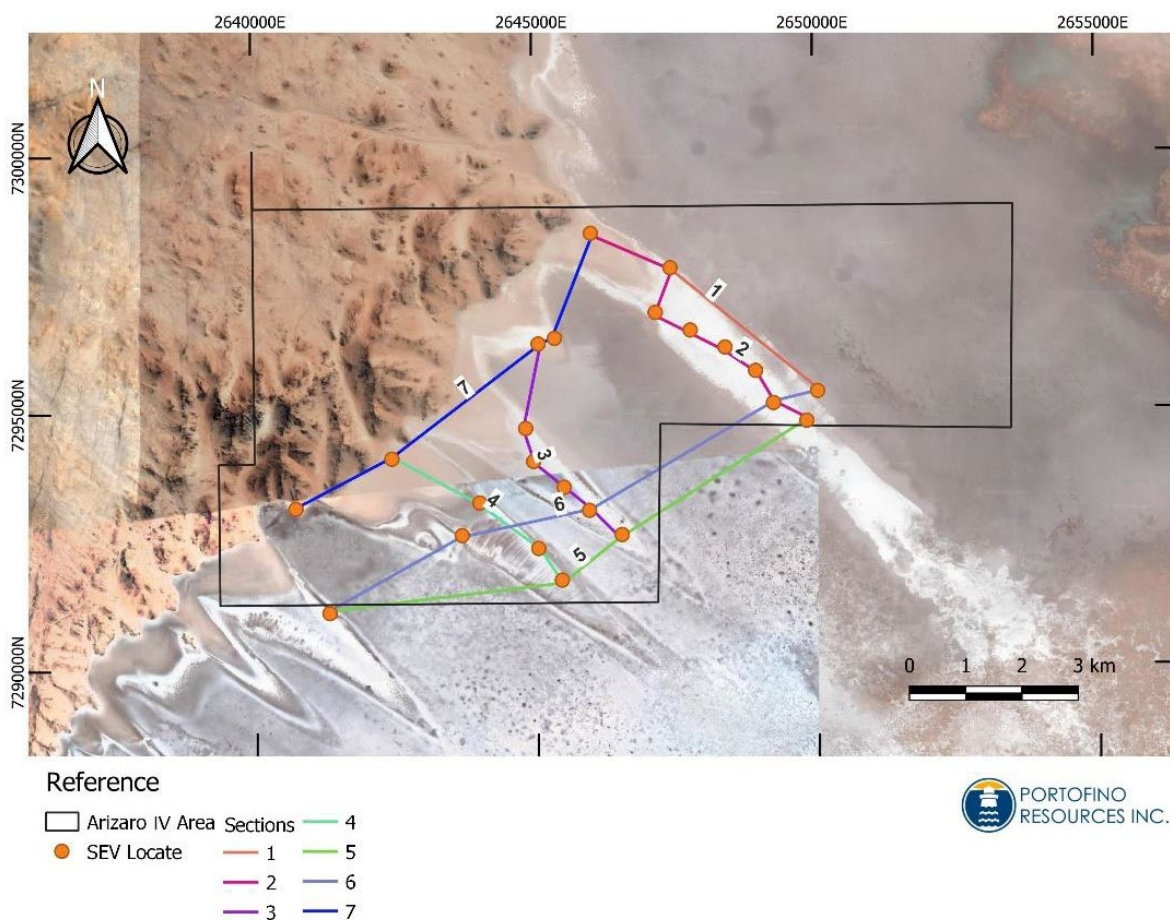 2640000E 2645000E 2650000E 2655000E
N
7300000N
7295000N
7290000N
1
2
7
3
4
6
5
0 1 2 3 km
Reference
Arizaro IV Area
SEV Locate
Sections
1
2
3
4
5
6
7
PORTOFINO
RESOURCES INC.